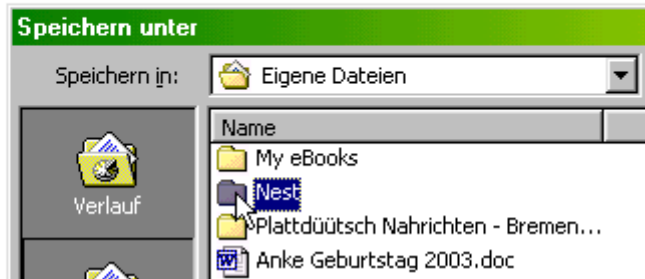 Speichern unter
Speichern in:
Eigene Dateien
Name
My eBooks
Verlauf
Nest
Plattdüütsch Nahrichten - Bremen...
Anke Geburtstag 2003.doc